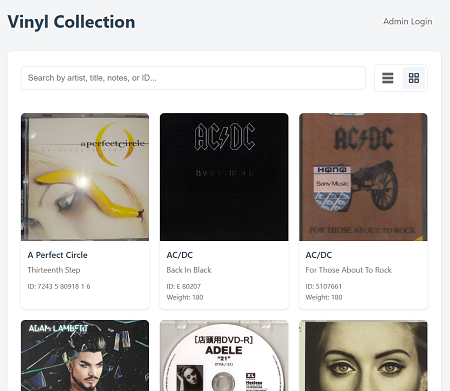 Vinyl Collection
Admin Login
Search by artist, title, notes, or ID...
aperfectcircle
AC/DC
BACK IN BLACK
AC/DC
HONO
Sony Music
FOR THOSE ABOUT TO ROCK
A Perfect Circle
Thirteenth Step
ID: 7243 5 80918 1 6
AC/DC
Back In Black
ID: E 80207
Weight: 180
AC/DC
For Those About To Rock
ID: 5107661
Weight: 180
ADAM LAMBERT
[店頭用DVD-R]
ADELE
"21"
XL